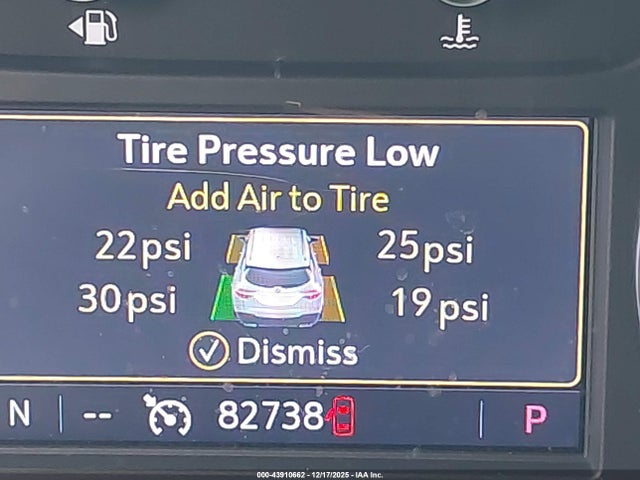 Tire Pressure Low
Add Air to Tire
22psi 25psi
30psi 19psi
Dismiss
N -- 82738 P
000-43910662 - 12/17/2025 - IAA Inc.